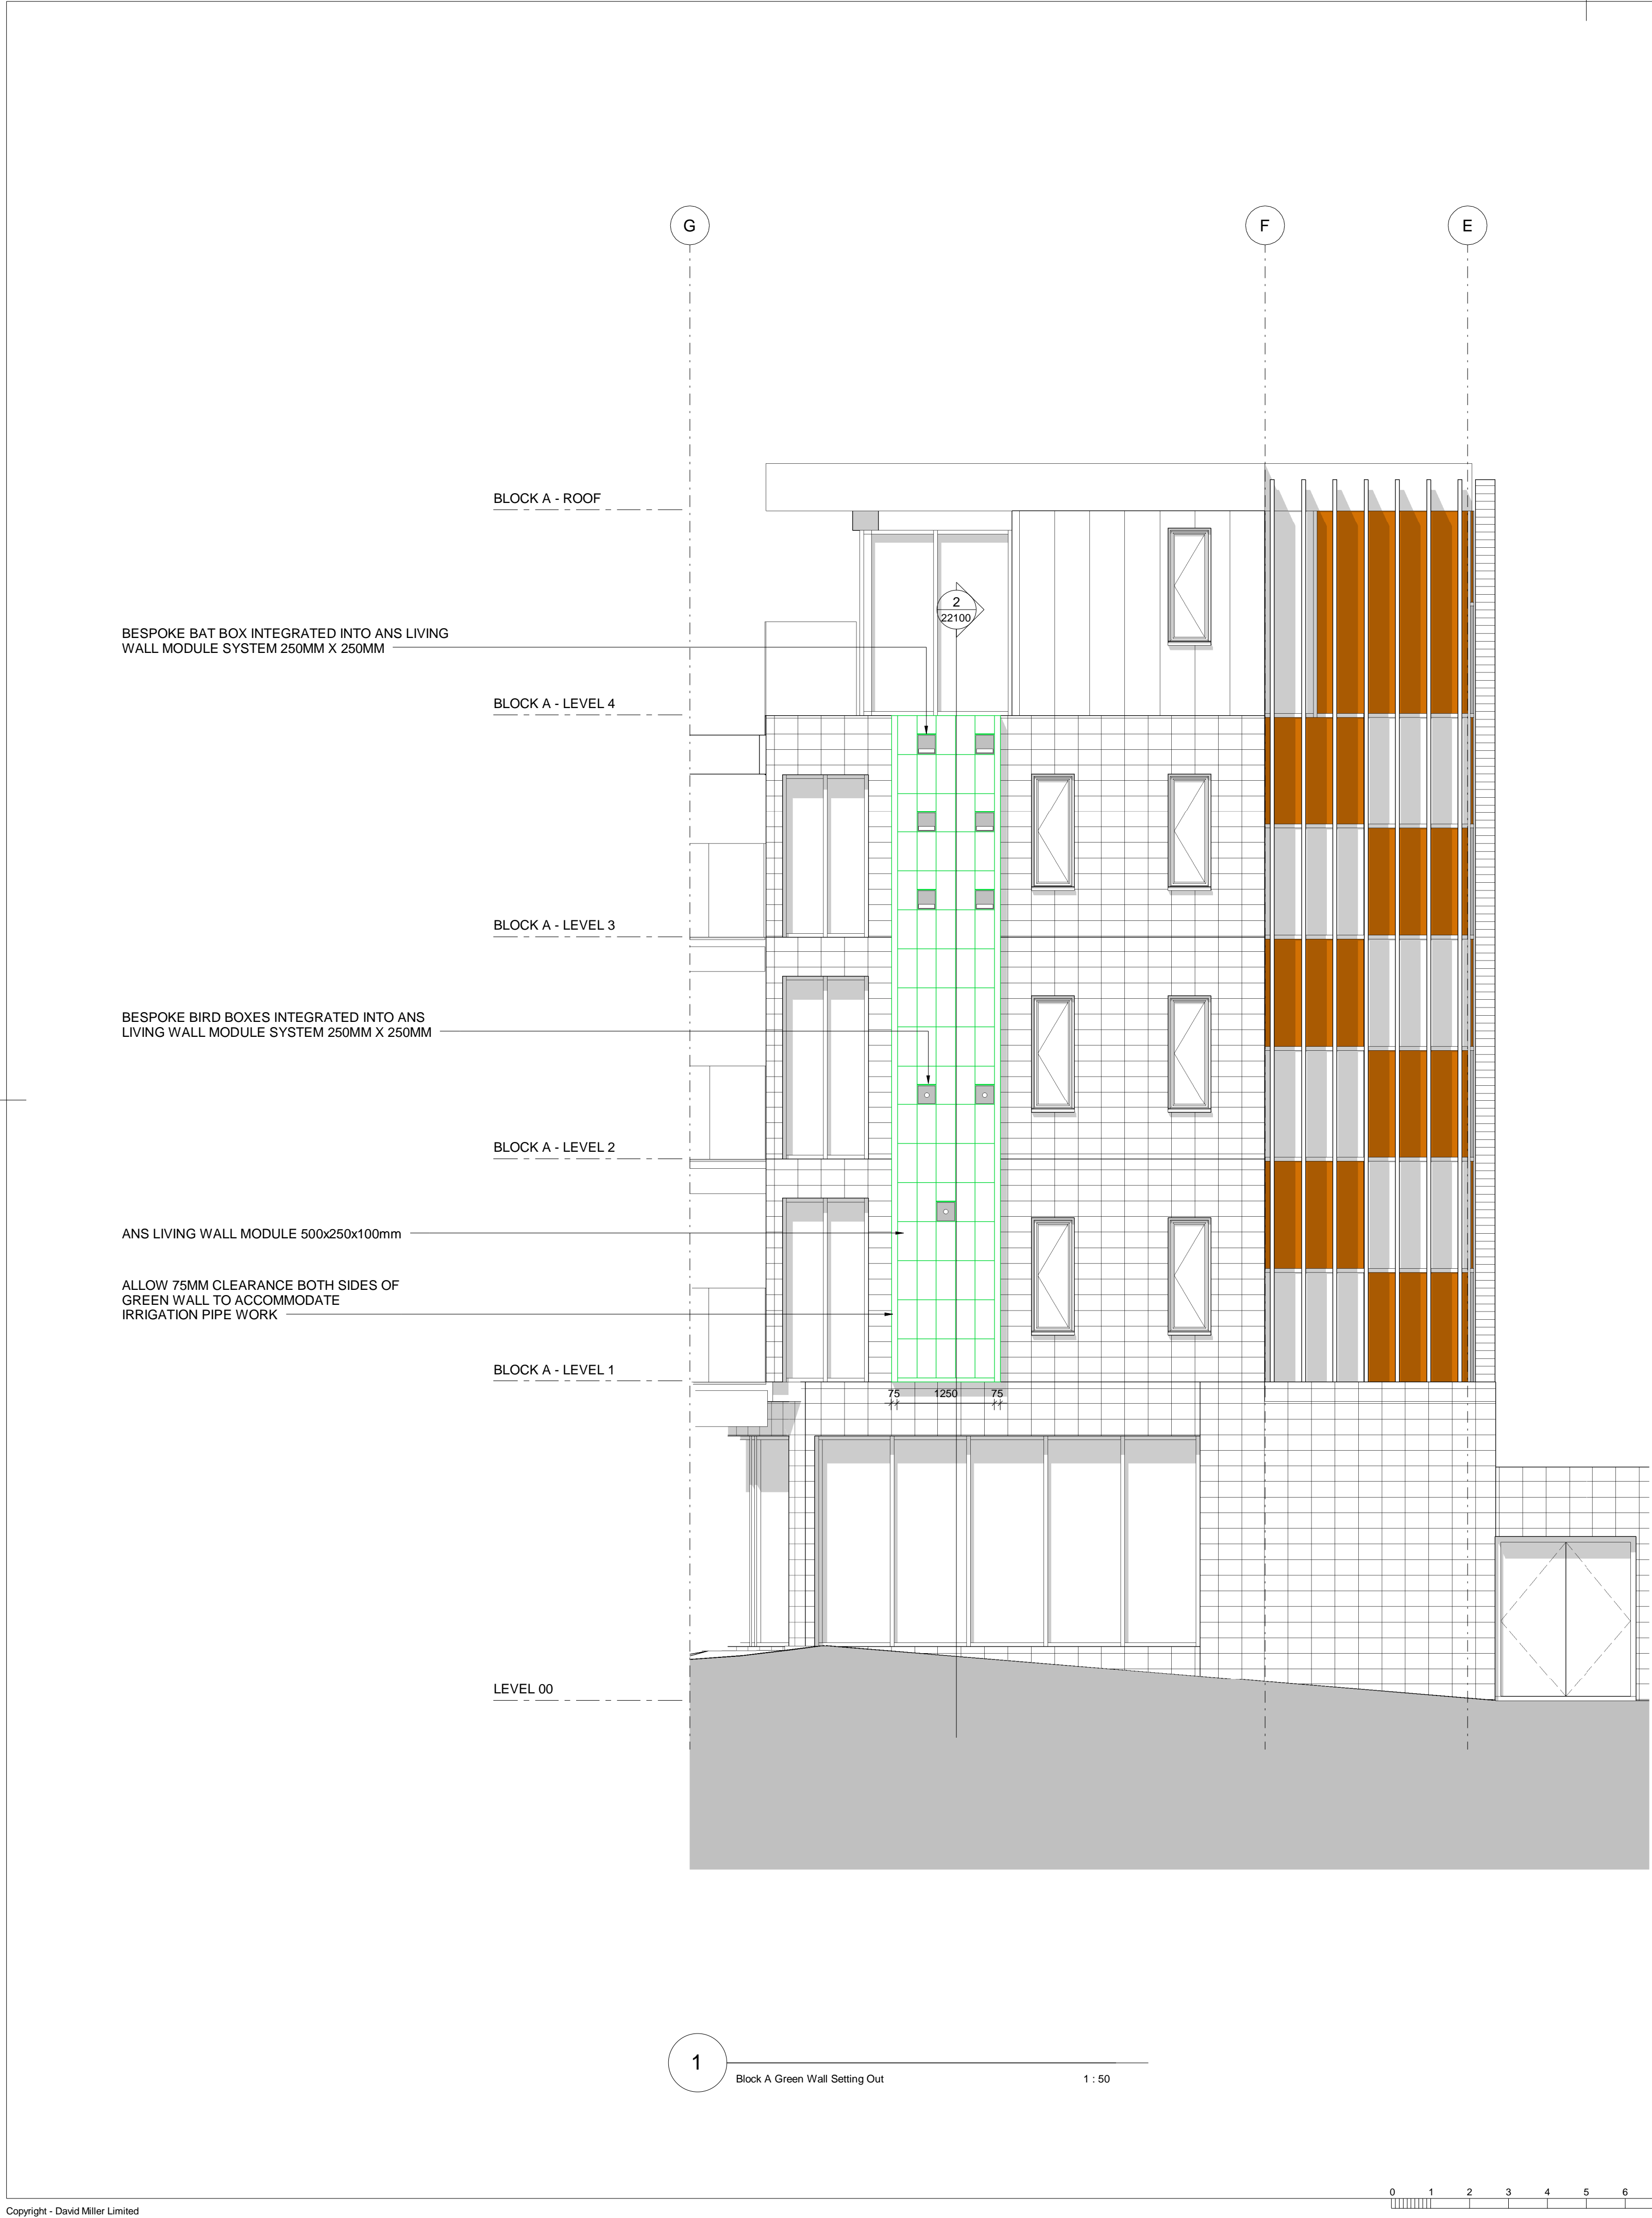 G
F
E
BLOCK A - ROOF
2
22100
BESPOKE BAT BOX INTEGRATED INTO ANS LIVING
WALL MODULE SYSTEM 250MM X 250MM
BLOCK A - LEVEL 4
BLOCK A - LEVEL 3
BESPOKE BIRD BOXES INTEGRATED INTO ANS
LIVING WALL MODULE SYSTEM 250MM X 250MM
BLOCK A - LEVEL 2
ANS LIVING WALL MODULE 500x250x100mm
ALLOW 75MM CLEARANCE BOTH SIDES OF
GREEN WALL TO ACCOMMODATE
IRRIGATION PIPE WORK
BLOCK A - LEVEL 1
75 1250 75
LEVEL 00
1
Block A Green Wall Setting Out 1 : 50
0 1 2 3 4 5 6
Copyright - David Miller Limited